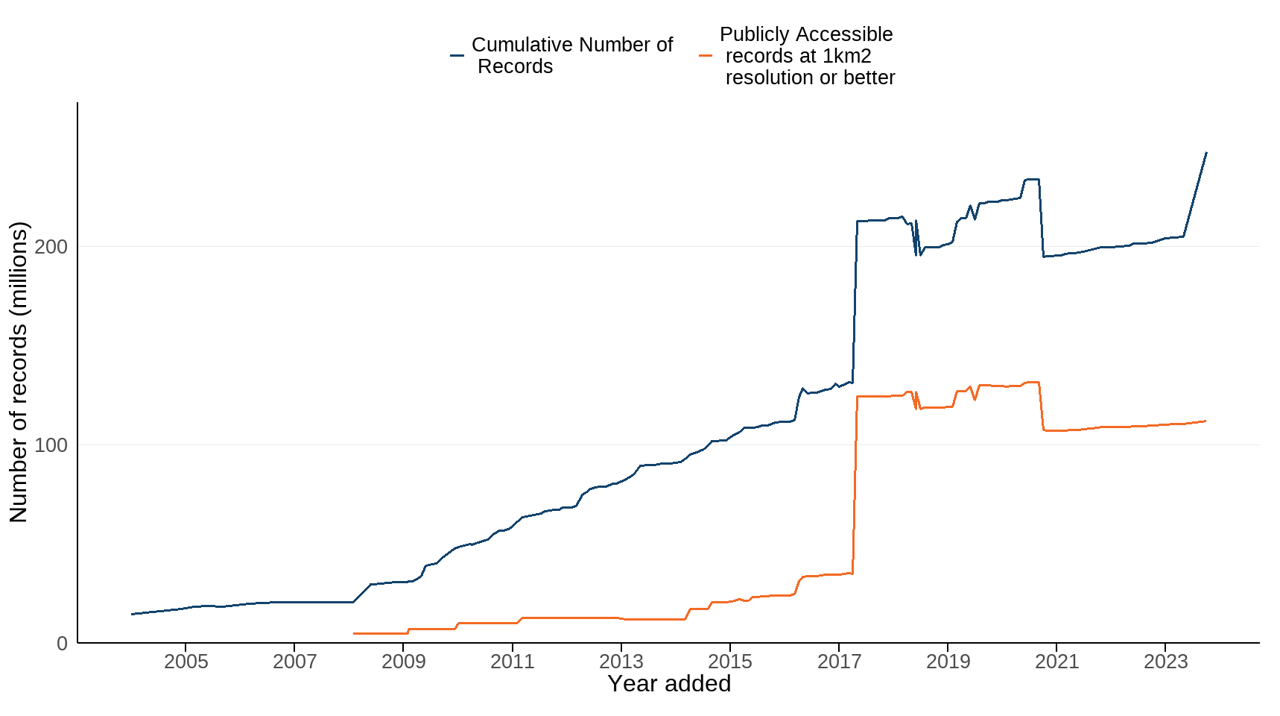 Cumulative Number of
Records
Publicly Accessible
records at 1km2
resolution or better
Number of records (millions)
200
100
0
2005 2007 2009 2011 2013 2015 2017 2019 2021 2023
Year added